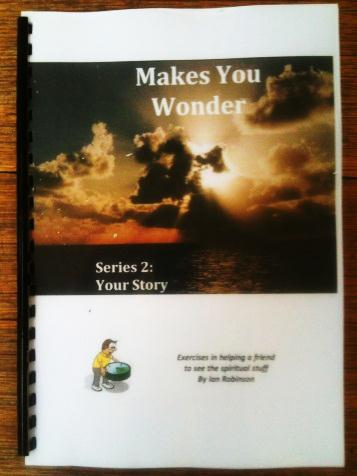 Makes You
Wonder
Series 2:
Your Story
Exercises in helping a friend
to see the spiritual stuff
By Ian Robinson